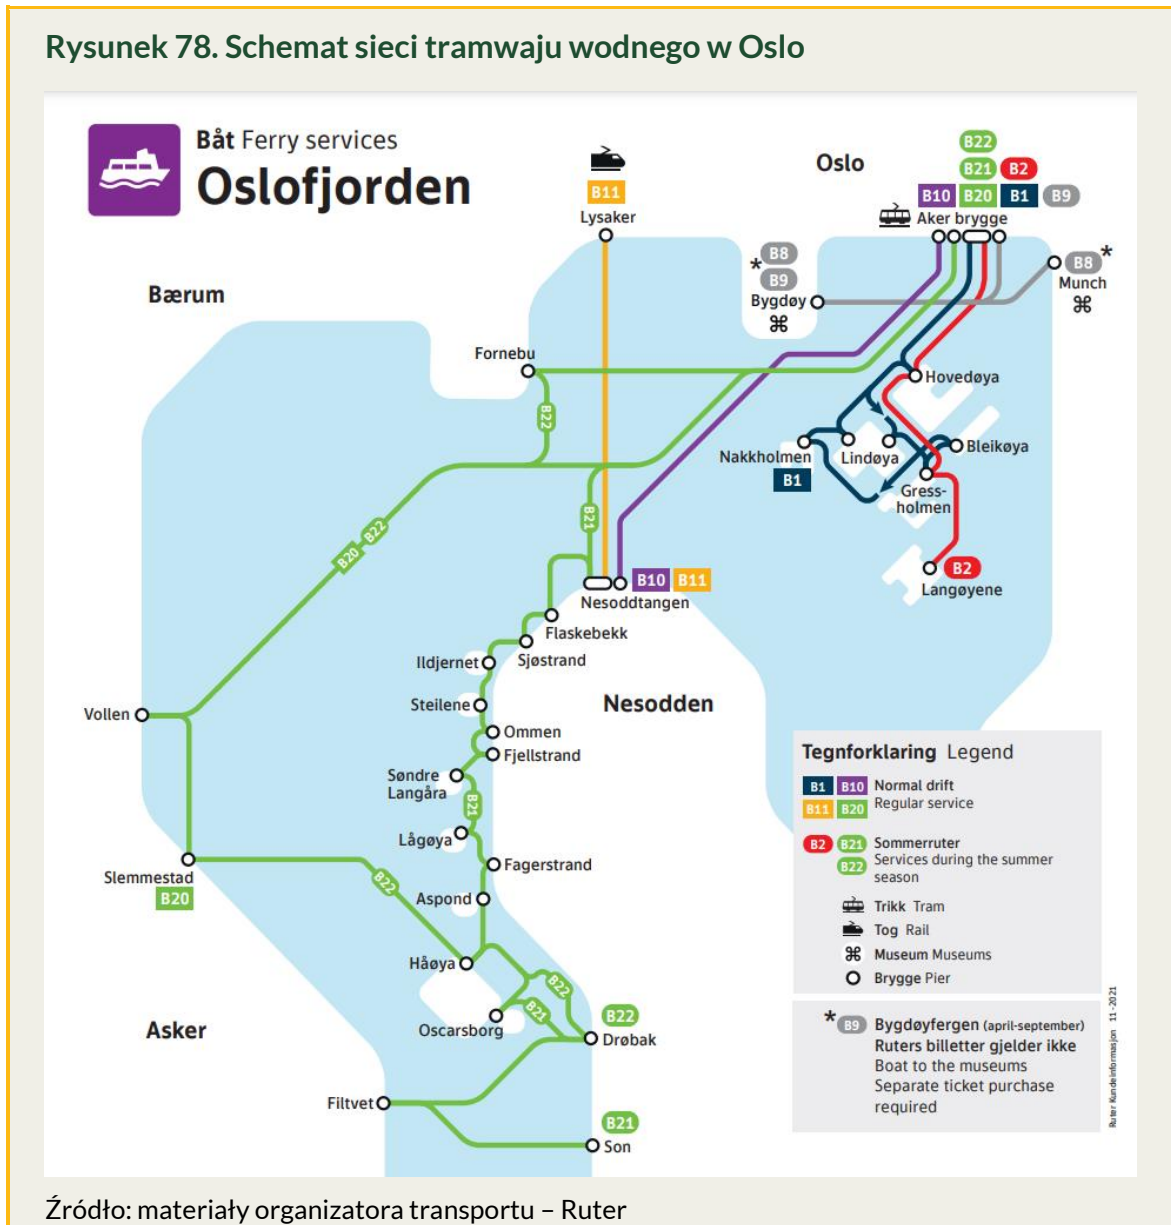 Rysunek 78. Schemat sieci tramwaju wodnego w Oslo
Båt Ferry services
Oslofjorden
B11
Lysaker
Oslo
B22
B21 B2
B10 B20 B1 B9
Aker brygge
* B8
B9
Bygdøy
B8 *
Munch
Bærum
Fornebu
B22
Hovedøya
Nakkholmen
B1
Lindøya
Bleikøya
Gress-
holmen
B2
Langøyene
B20 B22
B21
B10 B11
Nesoddtangen
Flaskebekk
Sjøstrand
Ildjernet
Steilene
Nesodden
Vollen
Ommen
Fjellstrand
Søndre
Langåra
B21
Lågøya
Fagerstrand
Slemmestad
B20
B22
Aspond
Håøya
B22
B21
Oscarsborg
B22
Drøbak
Asker
Filtvet
B21
Son
Tegnforklaring Legend
B1 B10 Normal drift
B11 B20 Regular service
B2 B21 Sommerruter
B22 Services during the summer
season
Trikk Tram
Tog Rail
Museum Museums
Brygge Pier
* B9 Bygdøyfergen (april-september)
Ruters billetter gjelder ikke
Boat to the museums
Separate ticket purchase
required
Ruter Kundeinformasjon 11-2021
Źródło: materiały organizatora transportu – Ruter